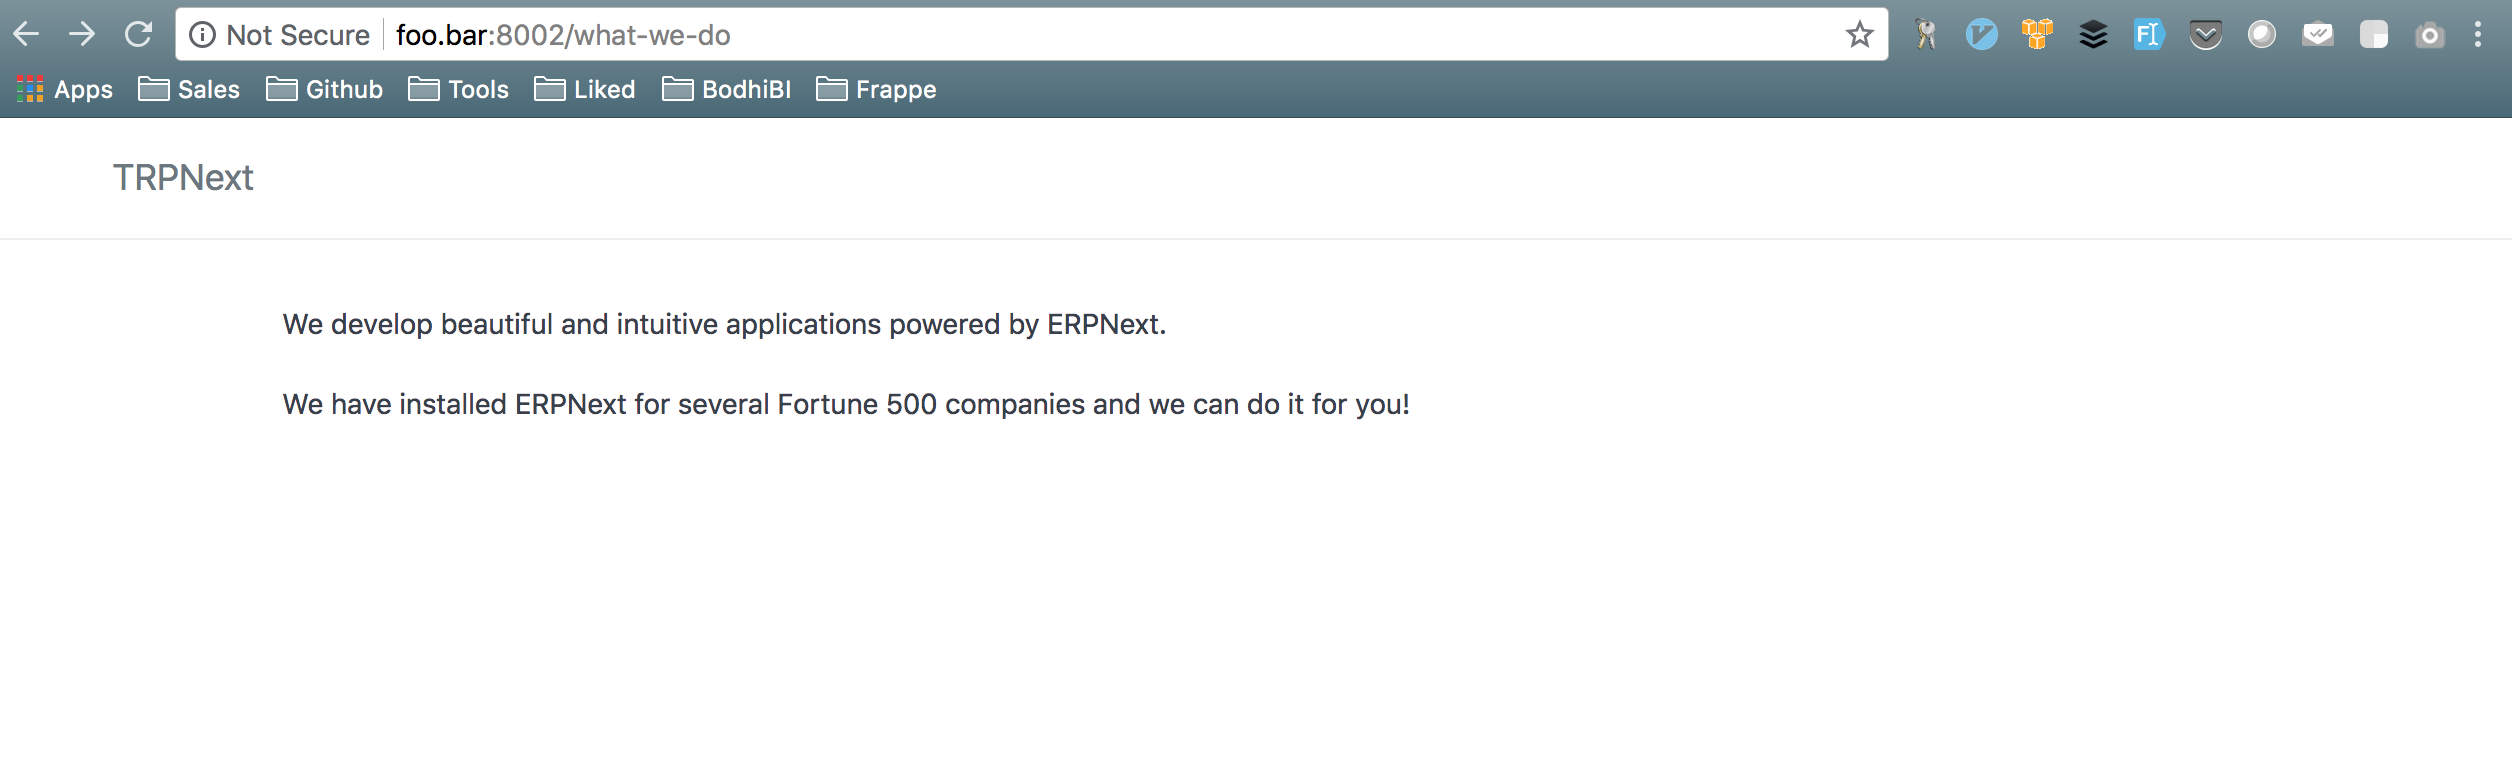 Not Secure foo.bar:8002/what-we-do
Apps Sales Github Tools Liked BodhiBI Frappe
TRPNext
We develop beautiful and intuitive applications powered by ERPNext.
We have installed ERPNext for several Fortune 500 companies and we can do it for you!